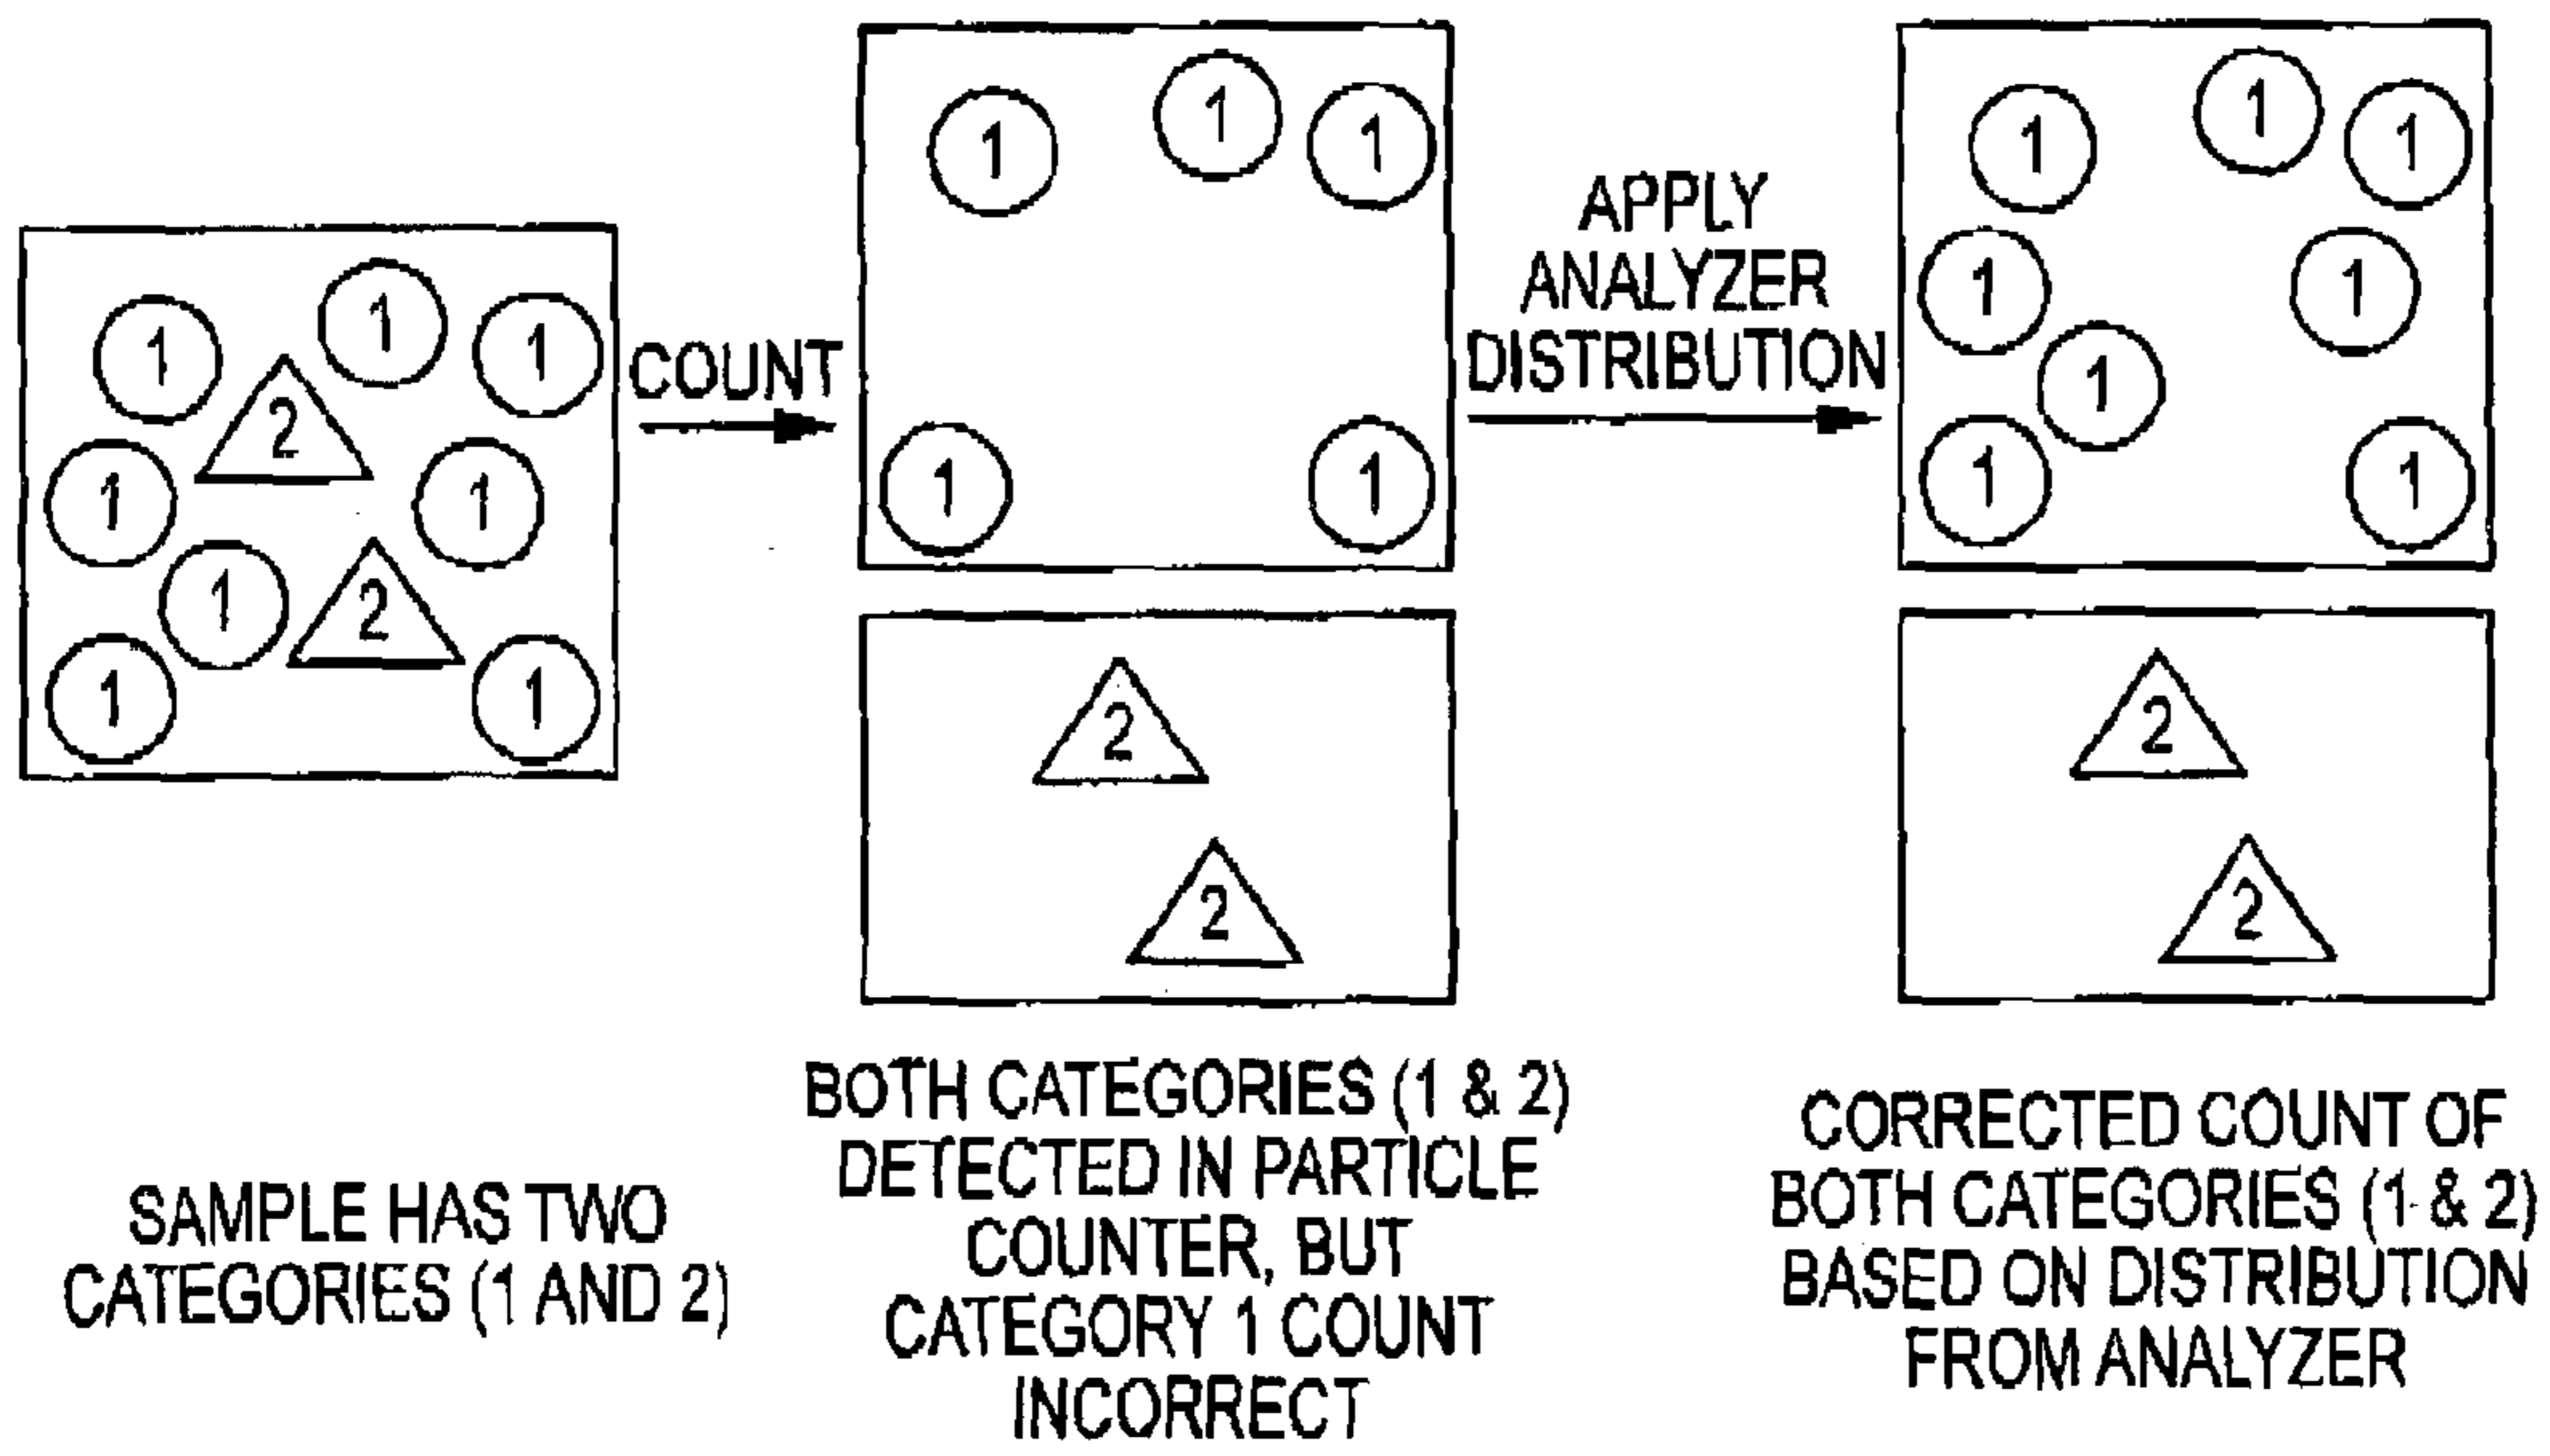 1
1
1
2
1
1
1
2
1
1
COUNT
1
1
1
1
1
2
2
APPLY
ANALYZER
DISTRIBUTION
1
1
1
1
1
1
1
1
2
2
SAMPLE HAS TWO
CATEGORIES (1 AND 2)
BOTH CATEGORIES (1 & 2)
DETECTED IN PARTICLE
COUNTER, BUT
CATEGORY 1 COUNT
INCORRECT
CORRECTED COUNT OF
BOTH CATEGORIES (1 & 2)
BASED ON DISTRIBUTION
FROM ANALYZER